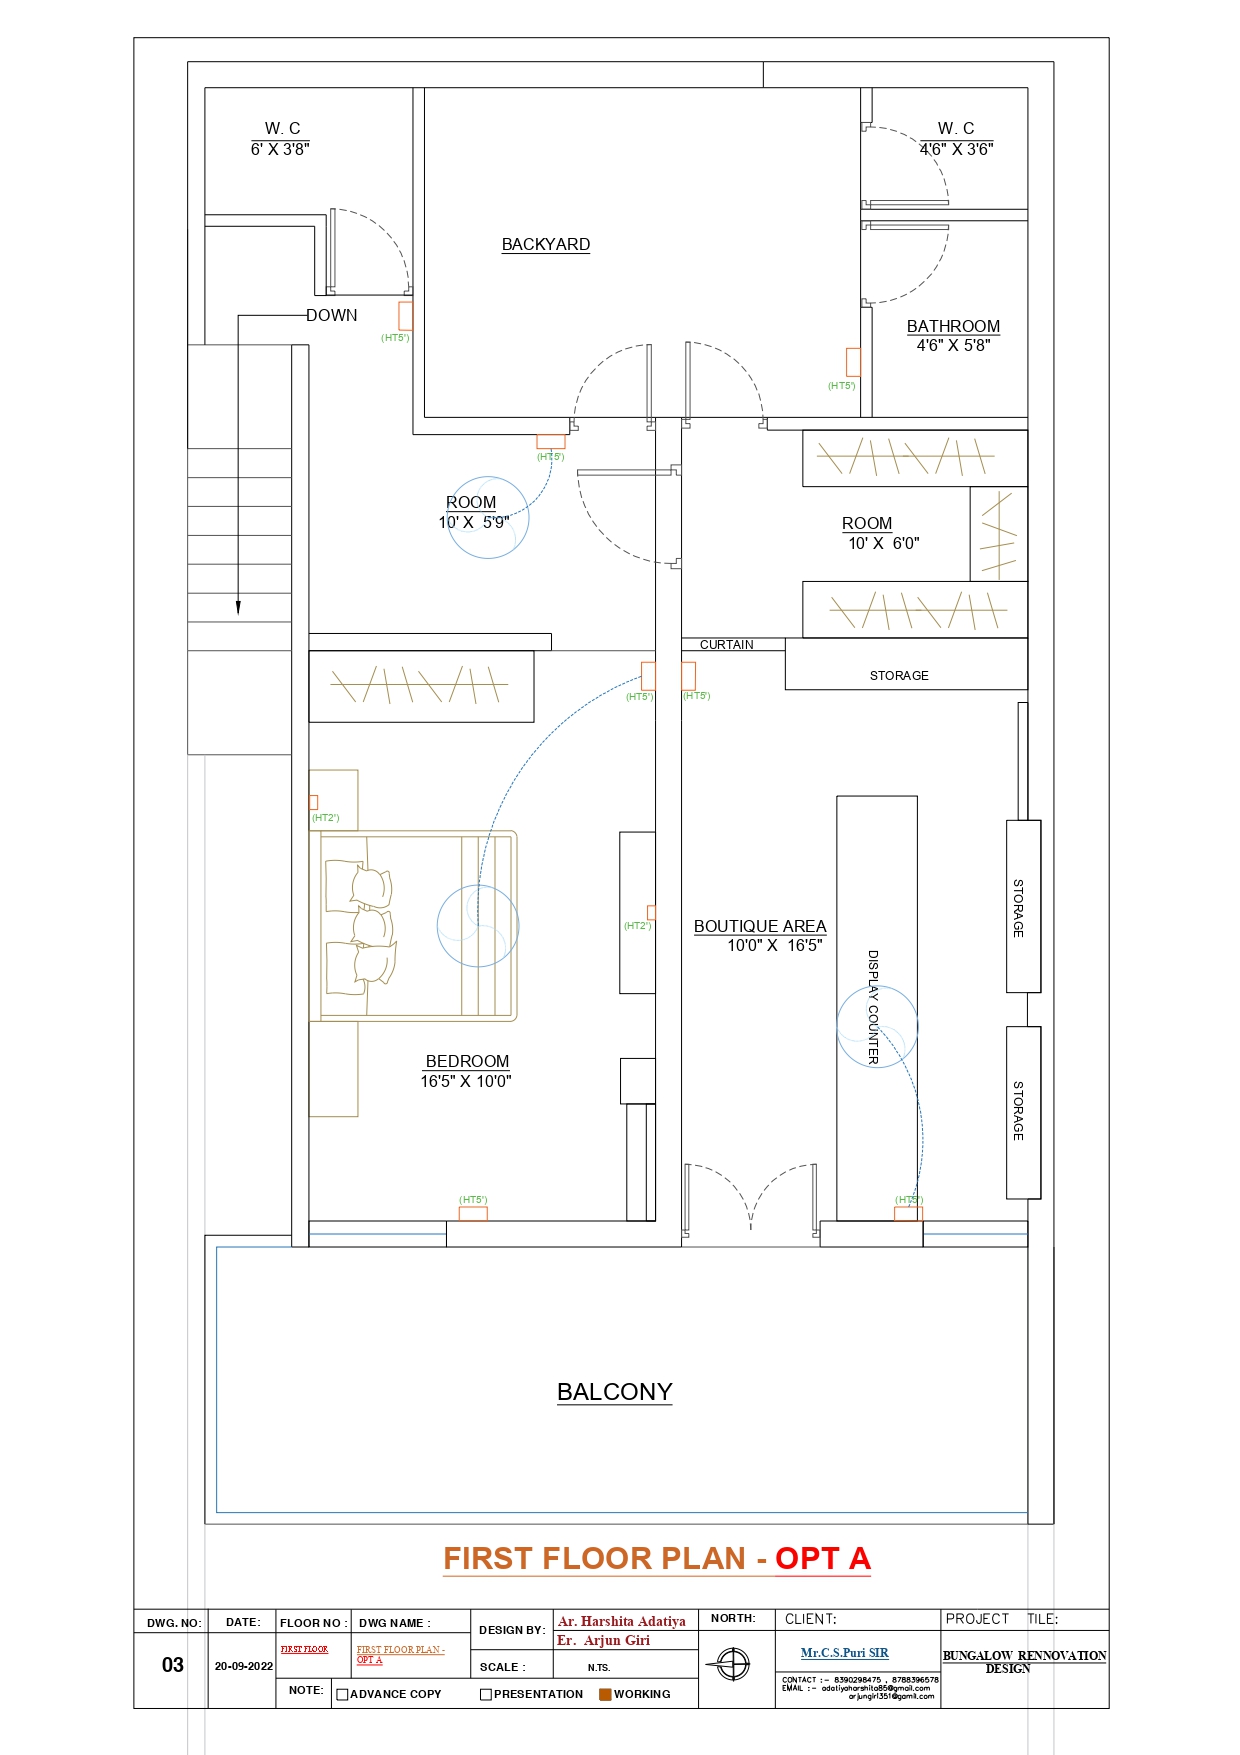 W. C
6' X 3'8"
W. C
4'6" X 3'6"
BACKYARD
DOWN
(HT5')
BATHROOM
4'6" X 5'8"
(HT5')
(HT5')
ROOM
10' X 5'9"
ROOM
10' X 6'0"
CURTAIN
STORAGE
(HT5')
(HT5')
(HT2')
STORAGE
(HT2')
BOUTIQUE AREA
10'0" X 16'5"
DISPLAY COUNTER
BEDROOM
16'5" X 10'0"
STORAGE
(HT5')
(HT5')
BALCONY
FIRST FLOOR PLAN - OPT A
DWG. NO:
03
DATE:
20-09-2022
FLOOR NO :
FIRST FLOOR
DWG NAME :
FIRST FLOOR PLAN -
OPT A
NOTE:
ADVANCE COPY
PRESENTATION
WORKING
DESIGN BY:
Ar. Harshita Adatiya
Er. Arjun Giri
SCALE :
N.TS.
NORTH:
CLIENT:
Mr.C.S.Puri SIR
CONTACT :- 8390298475 , 8788396578
EMAIL :- adatiyaharshita85@gmail.com
arjungiri351@gamil.com
PROJECT TILE:
BUNGALOW RENNOVATION
DESIGN